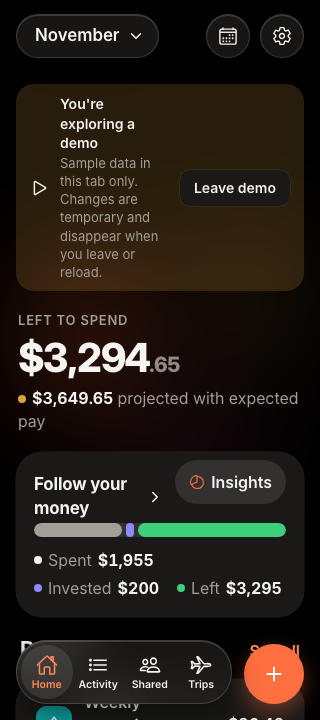 November
You're
exploring a
demo
Sample data in
this tab only.
Changes are
temporary and
disappear when
you leave or
reload.
Leave demo
LEFT TO SPEND
$3,294.65
$3,649.65 projected with expected
pay
Follow your
money
Insights
Spent $1,955
Invested $200
Left $3,295
Weekly
Home
Activity
Shared
Trips